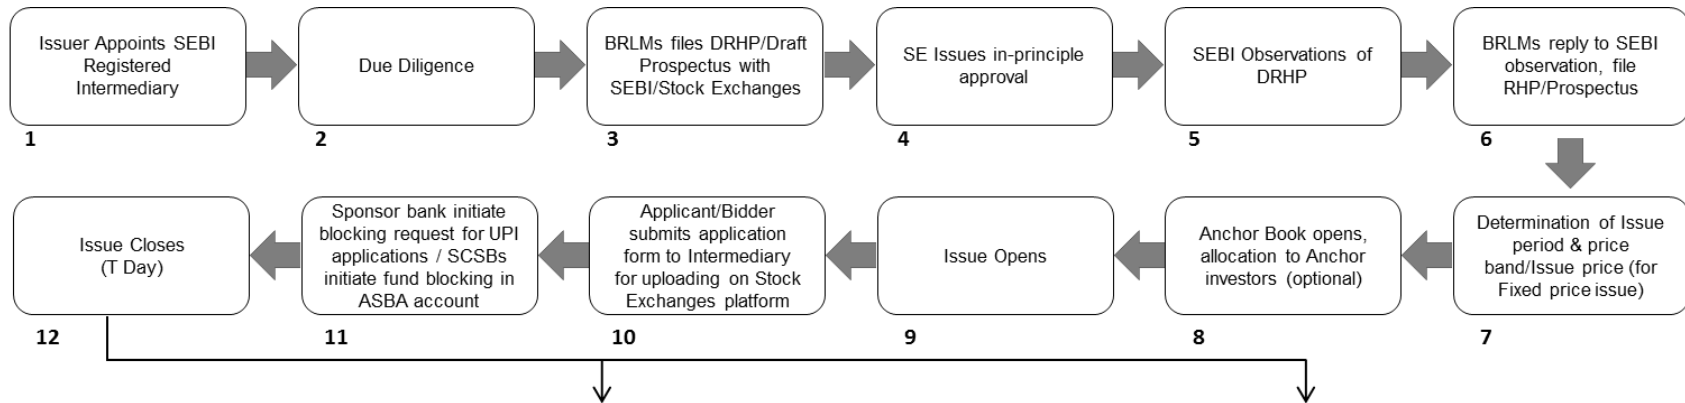 Issuer Appoints SEBI
Registered
Intermediary
1
Due Diligence
2
BRLMs files DRHP/Draft
Prospectus with
SEBI/Stock Exchanges
3
SE Issues in-principle
approval
4
SEBI Observations of
DRHP
5
BRLMs reply to SEBI
observation, file
RHP/Prospectus
6
Determination of Issue
period & price
band/Issue price (for
Fixed price issue)
7
Anchor Book opens,
allocation to Anchor
investors (optional)
8
Issue Opens
9
Applicant/Bidder
submits application
form to Intermediary
for uploading on Stock
Exchanges platform
10
Sponsor bank initiate
blocking request for UPI
applications / SCSBs
initiate fund blocking in
ASBA account
11
Issue Closes
(T Day)
12